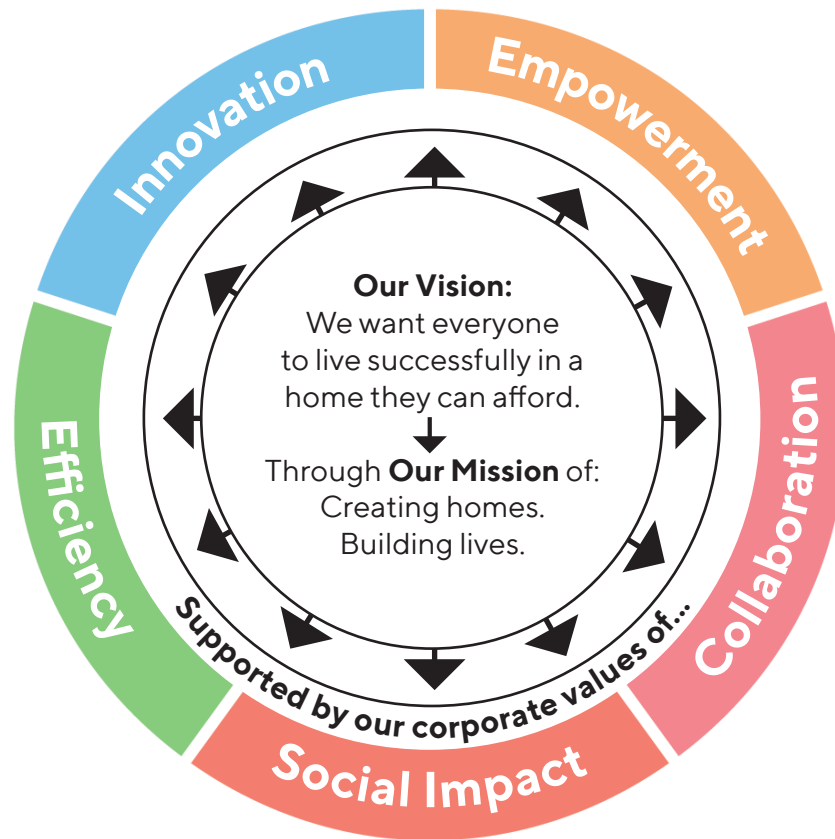 Our Vision:
We want everyone
to live successfully in a
home they can afford.
Through Our Mission of:
Creating homes.
Building lives.
Supported by our corporate values of...
Innovation
Empowerment
Collaboration
Social Impact
Efficiency